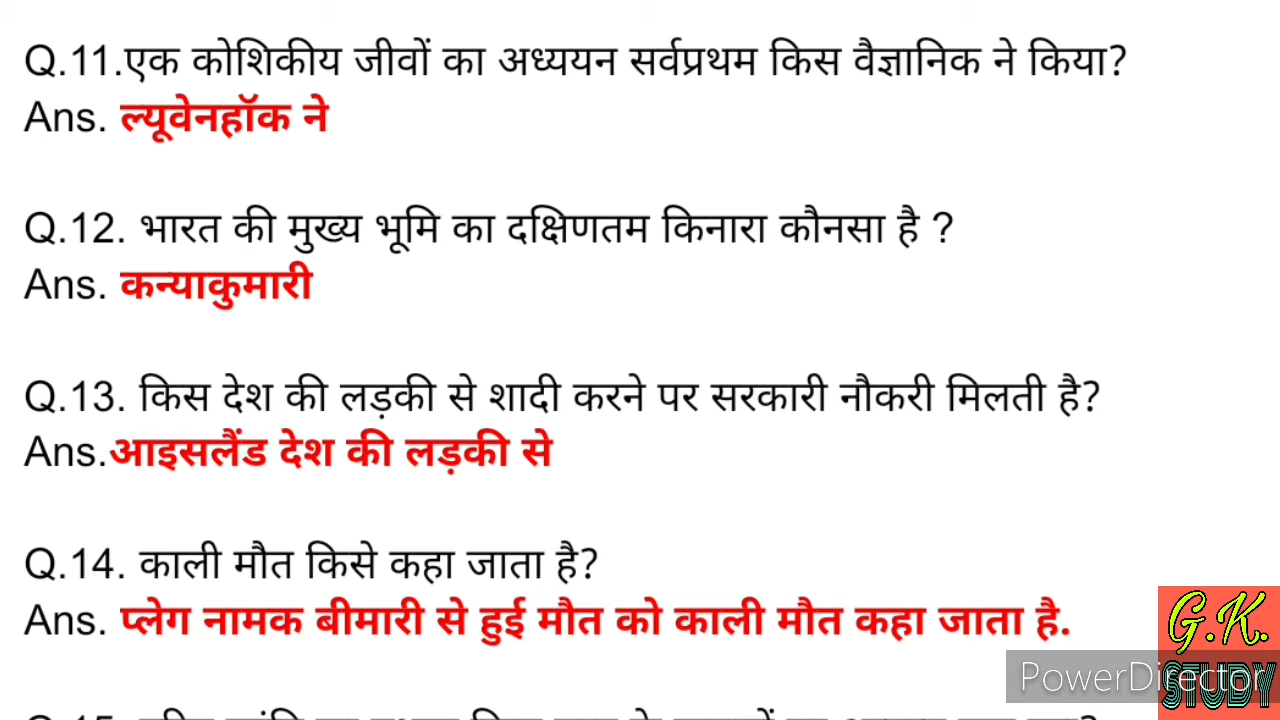 Q.11.एक कोशिकीय जीवों का अध्ययन सर्वप्रथम किस वैज्ञानिक ने किया?
Ans. ल्यूवेनहॉक ने
Q.12. भारत की मुख्य भूमि का दक्षिणतम किनारा कौनसा है ?
Ans. कन्याकुमारी
Q.13. किस देश की लड़की से शादी करने पर सरकारी नौकरी मिलती है?
Ans.आइसलैंड देश की लड़की से
Q.14. काली मौत किसे कहा जाता है?
Ans. प्लेग नामक बीमारी से हुई मौत को काली मौत कहा जाता है.
G.K.
STUDY
PowerDirector